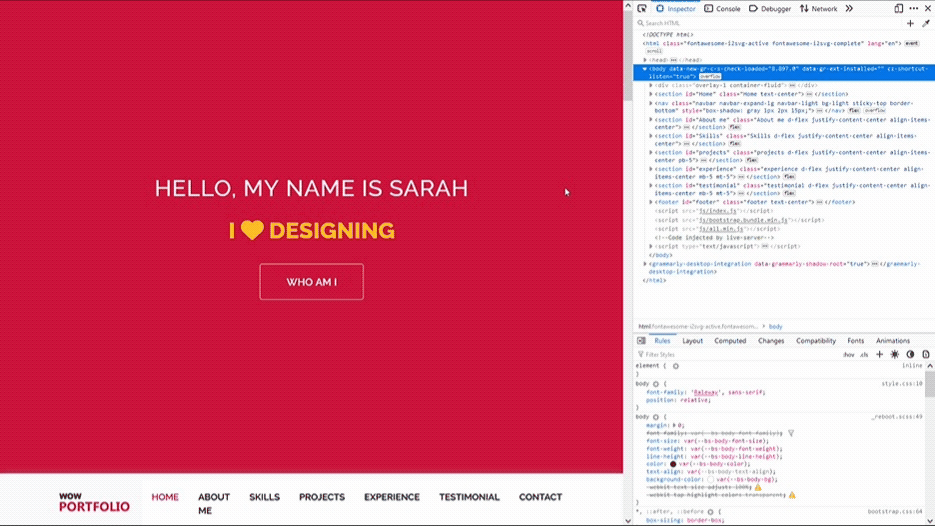 HELLO, MY NAME IS SARAH
I DESIGNING
WHO AM I
WOW
PORTFOLIO
HOME
ABOUT
ME
SKILLS
PROJECTS
EXPERIENCE
TESTIMONIAL
CONTACT
Inspector
Console
Debugger
Network
Search HTML
<!DOCTYPE html>
<html class="fontawesome-i2svg-active fontawesome-i2svg-complete" lang="en"> event
scroll
<head> </head>
<body data-new-gr-c-s-check-loaded="8.897.0" data-gr-ext-installed="" cz-shortcut-
listen="true"> overflow
<div class="overlay-1 container-fluid"> </div>
<section id="Home" class="Home text-center"> </section>
<nav class="navbar navbar-expand-lg navbar-light bg-light sticky-top border-
bottom" style="box-shadow: gray 1px 2px 15px;"> </nav> flex overflow
<section id="About me" class="About me d-flex justify-content-center align-items-
center"> </section> flex
<section id="Skills" class="Skills d-flex justify-content-center align-items-
center"> </section> flex
<section id="projects" class="projects d-flex justify-content-center align-items-
center pb-5"> </section> flex
<section id="experience" class="experience d-flex justify-content-center align-
items-center mb-5 mt-5"> </section> flex
<section id="testimonial" class="testimonial d-flex justify-content-center align-
items-center mb-5 mt-5"> </section> flex
<footer id="footer" class="footer text-center"> </footer>
<script src="js/index.js"></script>
<script src="js/bootstrap.bundle.min.js"></script>
<script src="js/all.min.js"></script>
<!--Code injected by live-server-->
<script type="text/javascript"> </script>
</body>
<grammarly-desktop-integration data-grammarly-shadow-root="true"> </grammarly-
desktop-integration>
</html>
html.fontawesome-i2svg-active.fontawesom… > body
Rules
Layout
Computed
Changes
Compatibility
Fonts
Animations
Filter Styles
:hov .cls
element { inline
}
body { style.css:10
font-family: 'Raleway', sans-serif;
position: relative;
}
body { _reboot.scss:49
margin: 0;
font-family: var(--bs-body-font-family);
font-size: var(--bs-body-font-size);
font-weight: var(--bs-body-font-weight);
line-height: var(--bs-body-line-height);
color: var(--bs-body-color);
text-align: var(--bs-body-text-align);
background-color: var(--bs-body-bg);
-webkit-text-size-adjust: 100%;
-webkit-tap-highlight-color: transparent;
}
*, ::after, ::before { bootstrap.css:64
box-sizing: border-box;